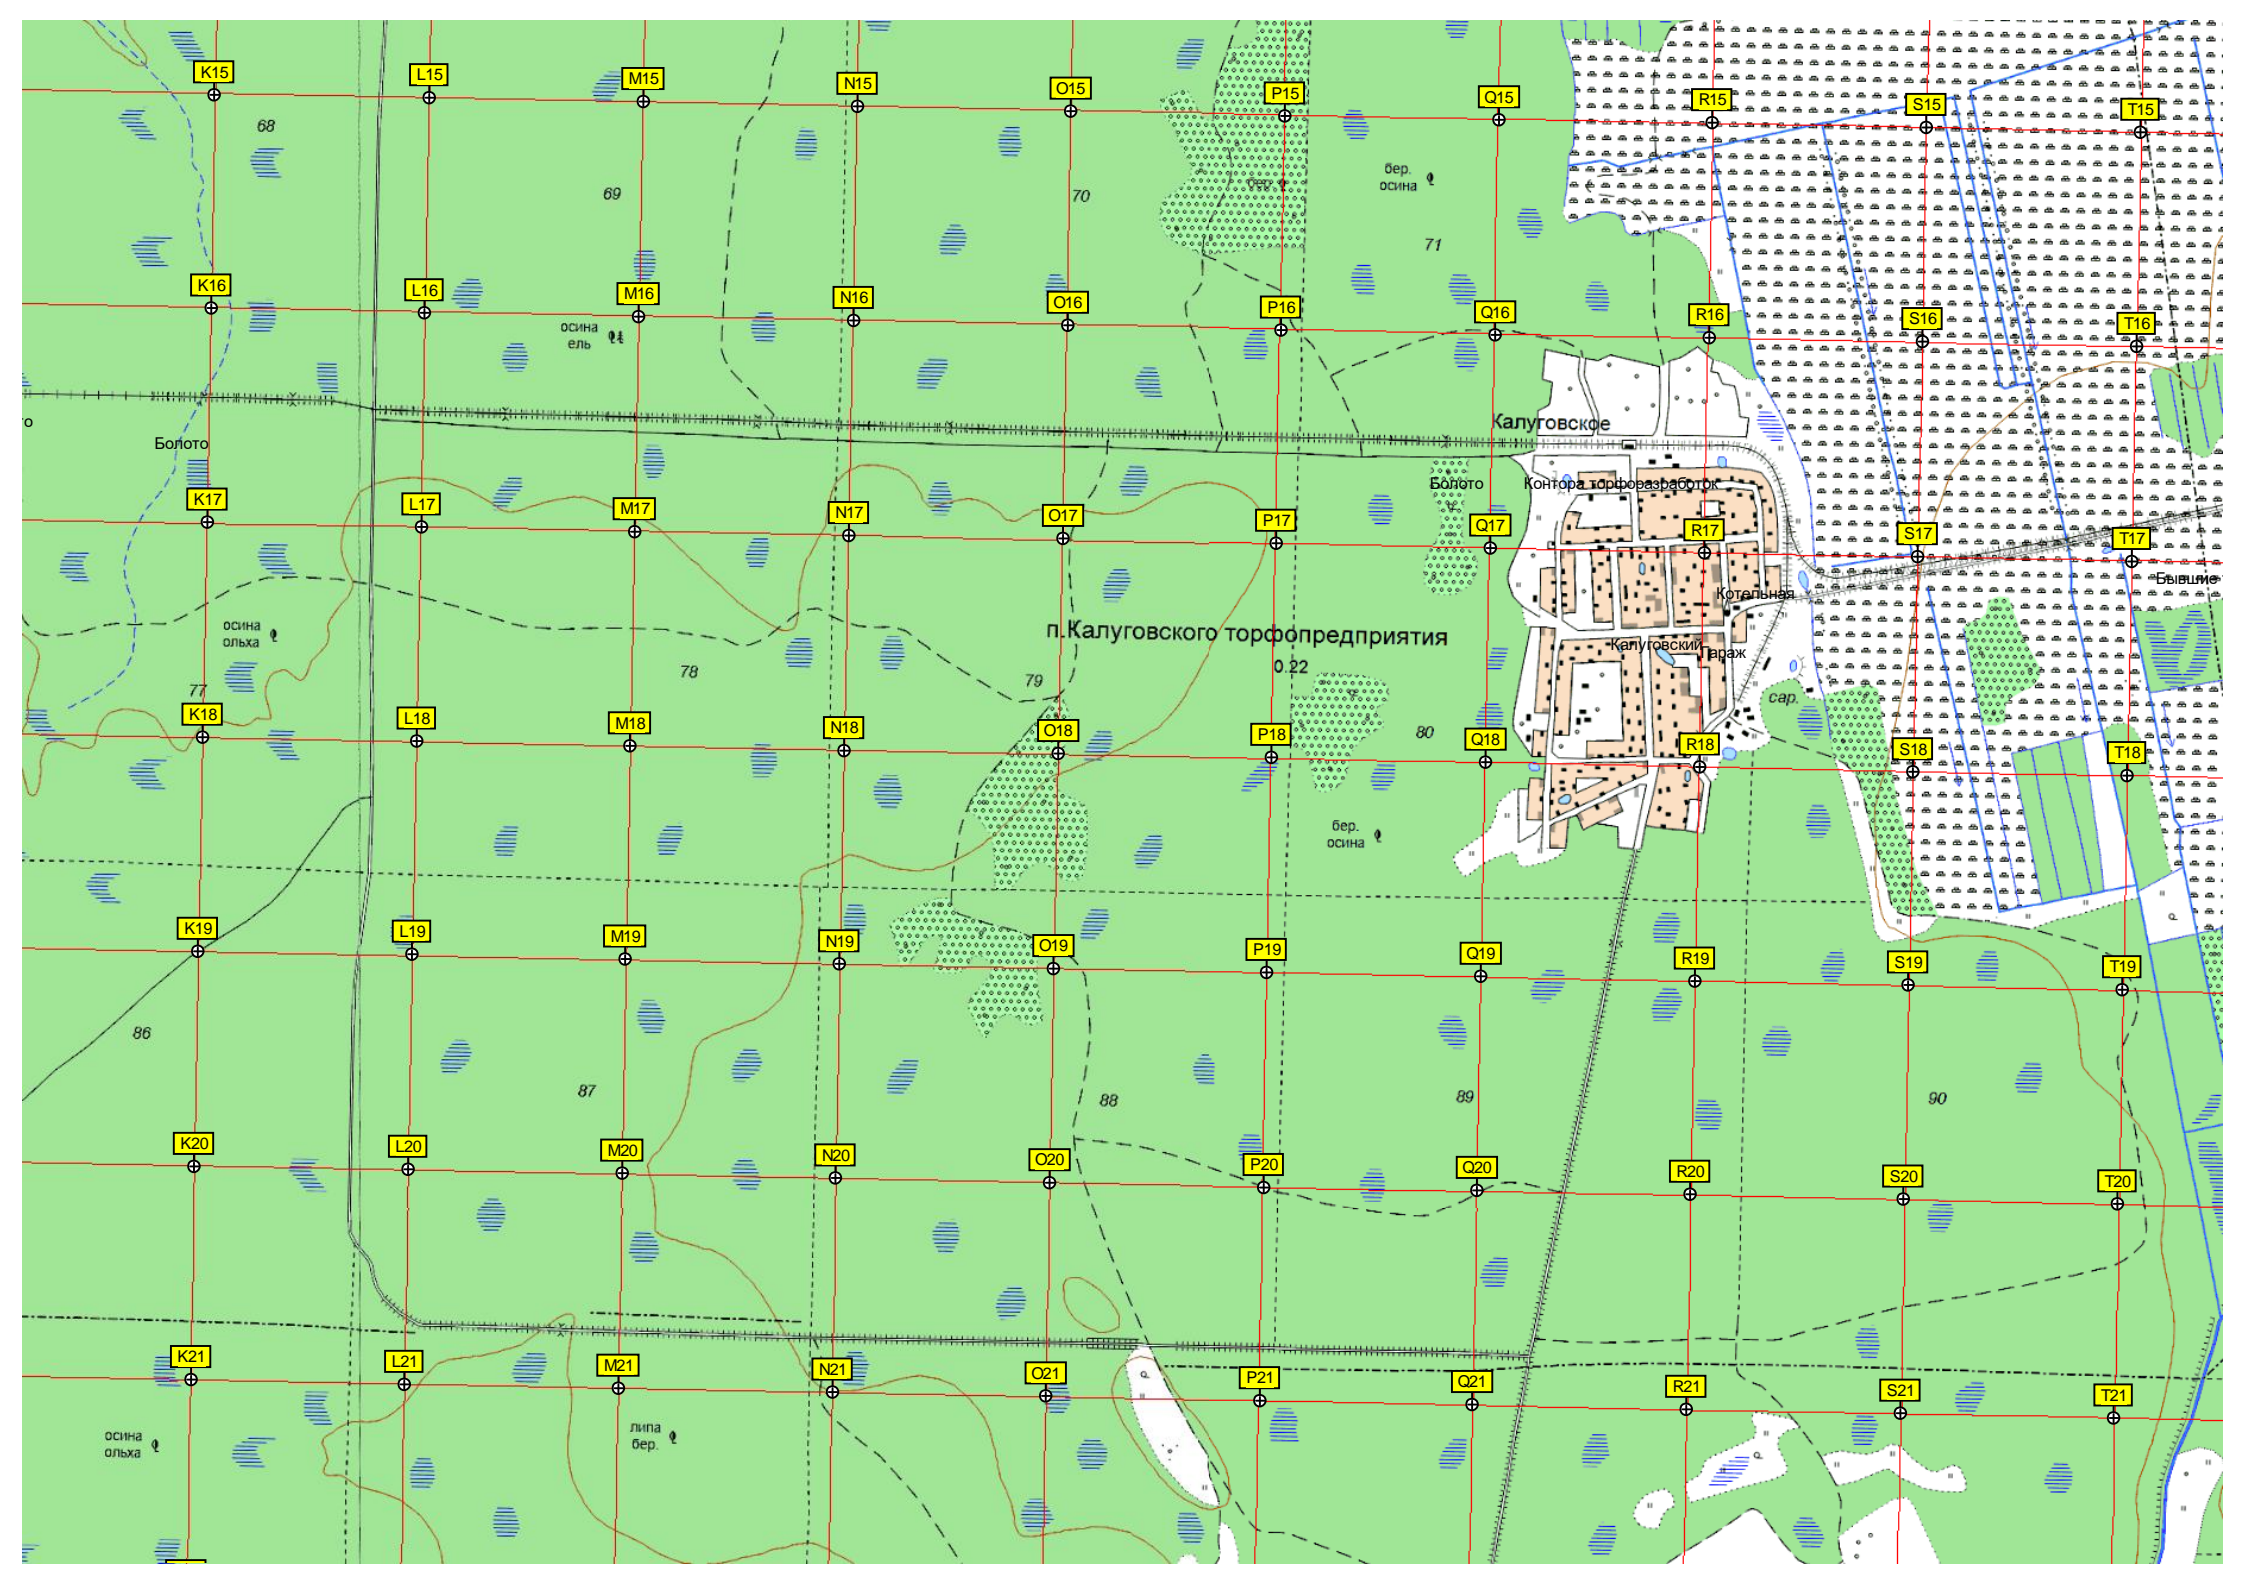 K15
L15
M15
N15
O15
P15
Q15
R15
S15
T15
68
69
70
бер.
бер.
осина
71
K16
L16
M16
N16
O16
P16
Q16
R16
S16
T16
осина
ель
Калуговское
Болото
Болото
Контора торфоразработок
K17
L17
M17
N17
O17
P17
Q17
R17
S17
T17
Бывшие
Котельная
осина
ольха
п.Калуговского торфопредприятия
0.22
Калуговский
Гараж
77
78
79
80
сар.
K18
L18
M18
N18
O18
P18
Q18
R18
S18
T18
бер.
осина
K19
L19
M19
N19
O19
P19
Q19
R19
S19
T19
86
87
88
89
90
K20
L20
M20
N20
O20
P20
Q20
R20
S20
T20
K21
L21
M21
N21
O21
P21
Q21
R21
S21
T21
осина
ольха
липа
бер.